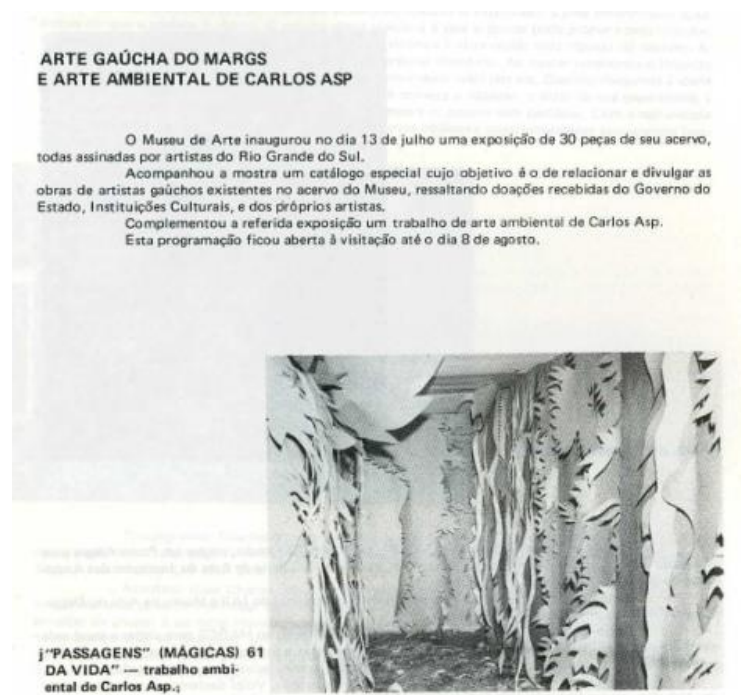 ARTE GAÚCHA DO MARGS
E ARTE AMBIENTAL DE CARLOS ASP
O Museu de Arte inaugurou no dia 13 de julho uma exposição de 30 peças de seu acervo,
todas assinadas por artistas do Rio Grande do Sul.
Acompanhou a mostra um catálogo especial cujo objetivo é o de relacionar e divulgar as
obras de artistas gaúchos existentes no acervo do Museu, ressaltando doações recebidas do Governo do
Estado, Instituições Culturais, e dos próprios artistas.
Complementou a referida exposição um trabalho de arte ambiental de Carlos Asp.
Esta programação ficou aberta à visitação até o dia 8 de agosto.
j"PASSAGENS" (MÁGICAS) 61
DA VIDA" — trabalho ambi-
ental de Carlos Asp.;